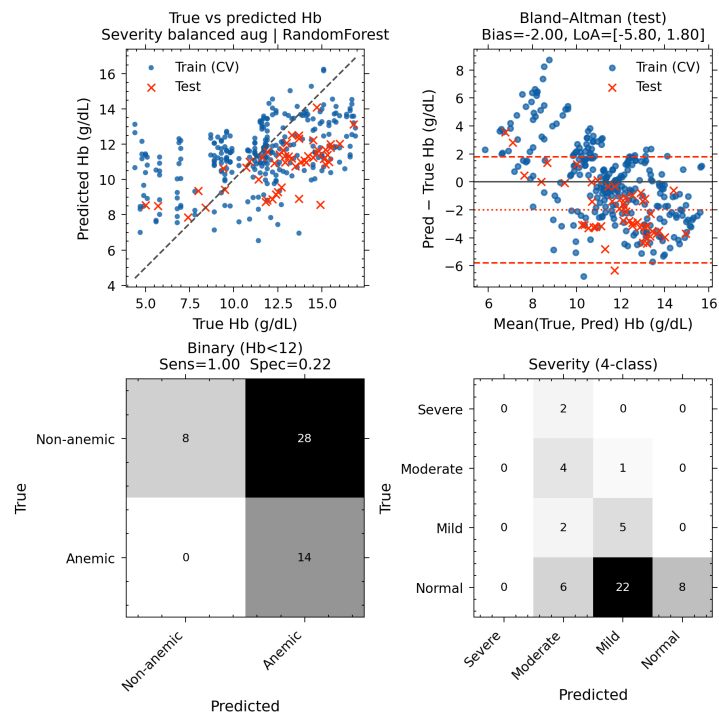 True vs predicted Hb
Severity balanced aug | RandomForest
Train (CV)
Test
Predicted Hb (g/dL)
16
14
12
10
8
6
4
5.0 7.5 10.0 12.5 15.0
True Hb (g/dL)
Bland–Altman (test)
Bias=-2.00, LoA=[-5.80, 1.80]
Train (CV)
Test
Pred − True Hb (g/dL)
8
6
4
2
0
−2
−4
−6
6 8 10 12 14 16
Mean(True, Pred) Hb (g/dL)
Binary (Hb<12)
Sens=1.00 Spec=0.22
True
Non-anemic 8 28
Anemic 0 14
Non-anemic Anemic
Predicted
Severity (4-class)
True
Severe 0 2 0 0
Moderate 0 4 1 0
Mild 0 2 5 0
Normal 0 6 22 8
Severe Moderate Mild Normal
Predicted